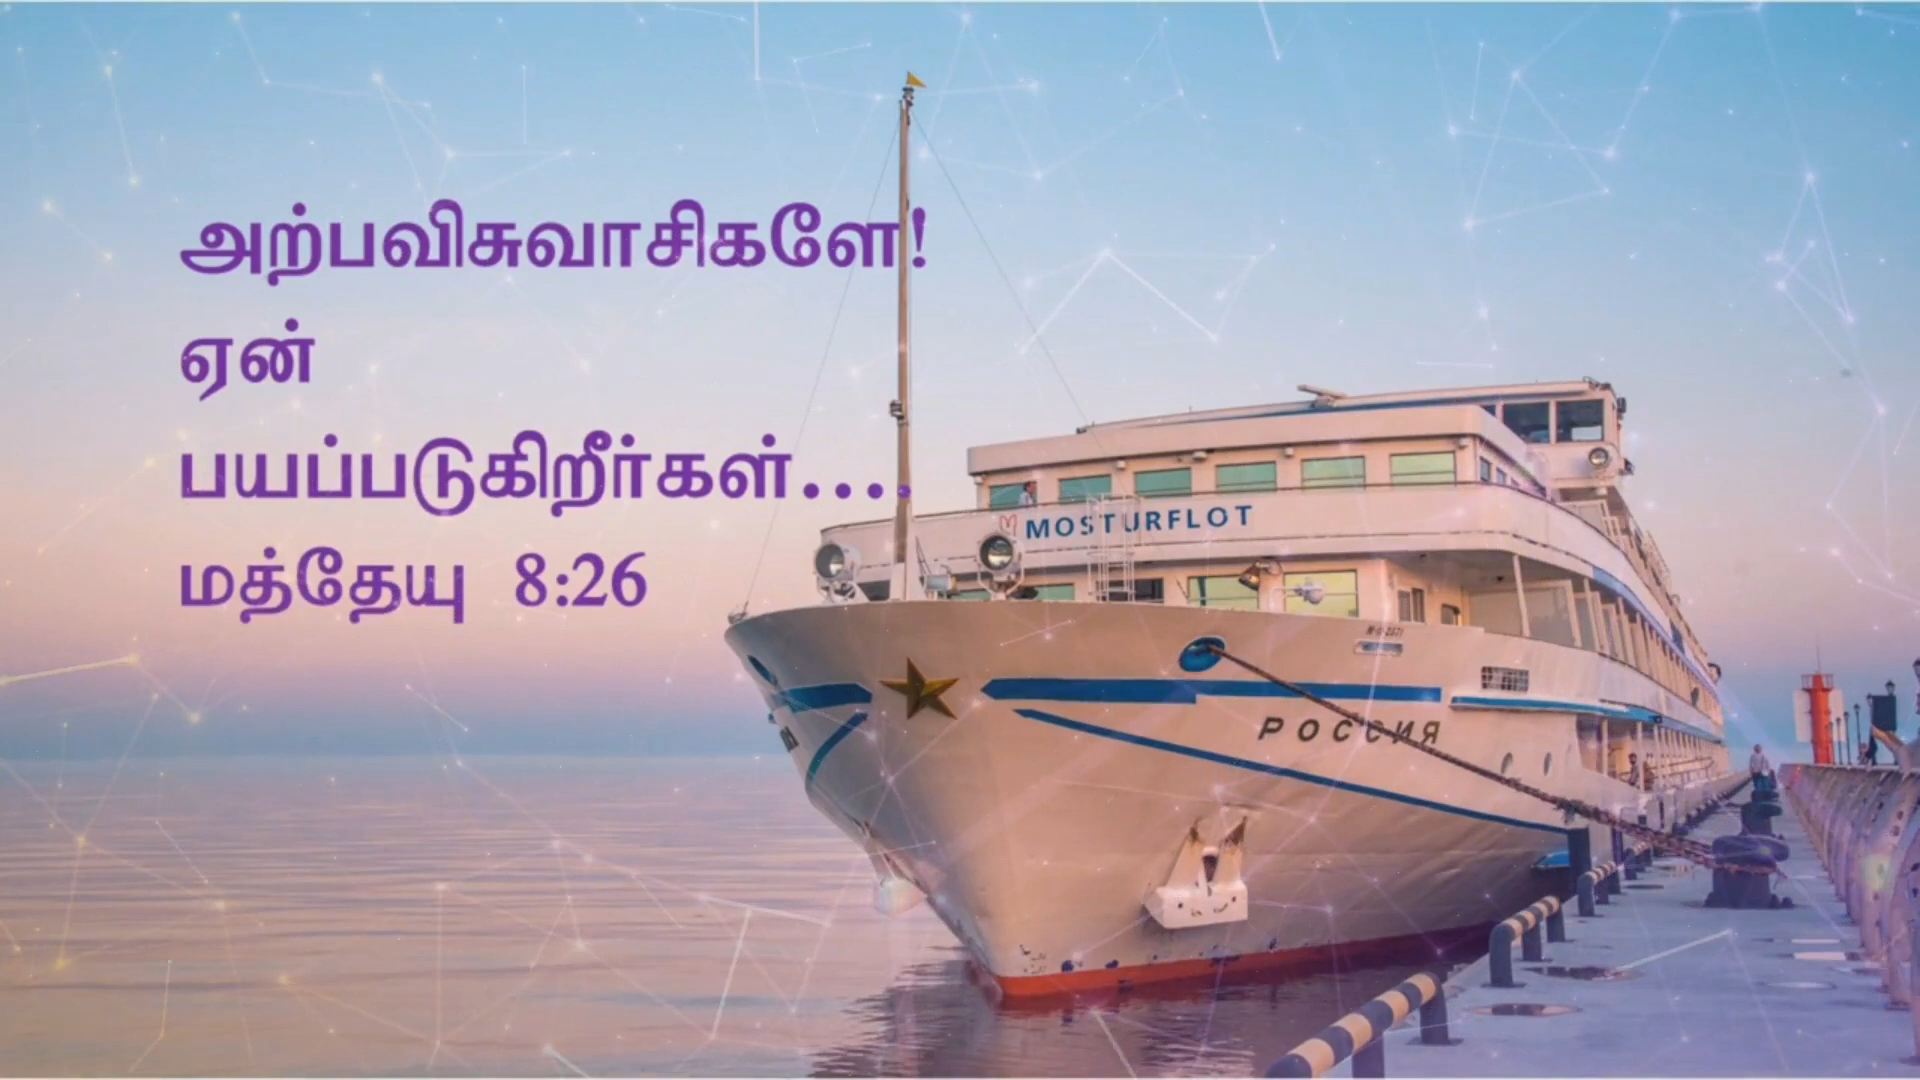 அற்பவிசுவாசிகளே!
ஏன்
பயப்படுகிறீர்கள்....
மத்தேயு 8:26
MOSTURFLOT
РОССИЯ